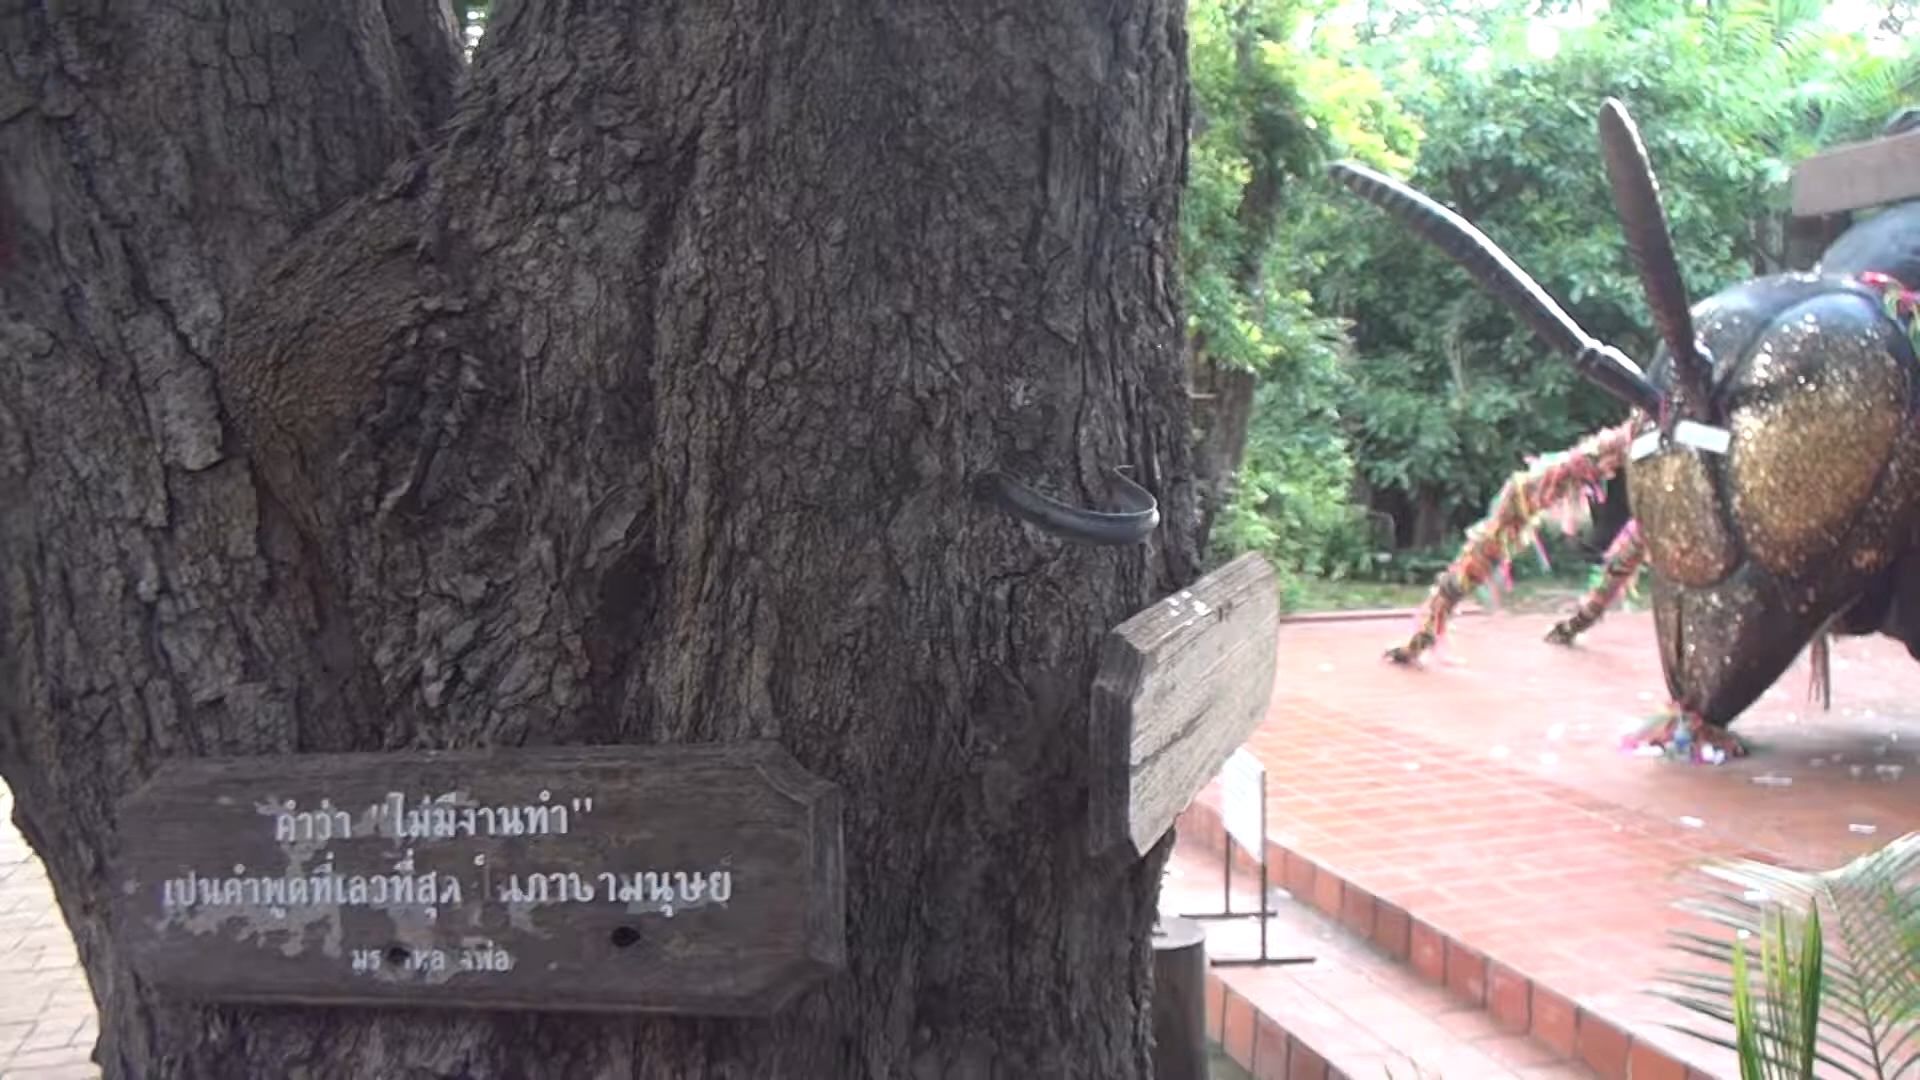 คำว่า "ไม่มีงานทำ"
เป็นคำพูดที่เลวที่สุด ในภาษามนุษย์